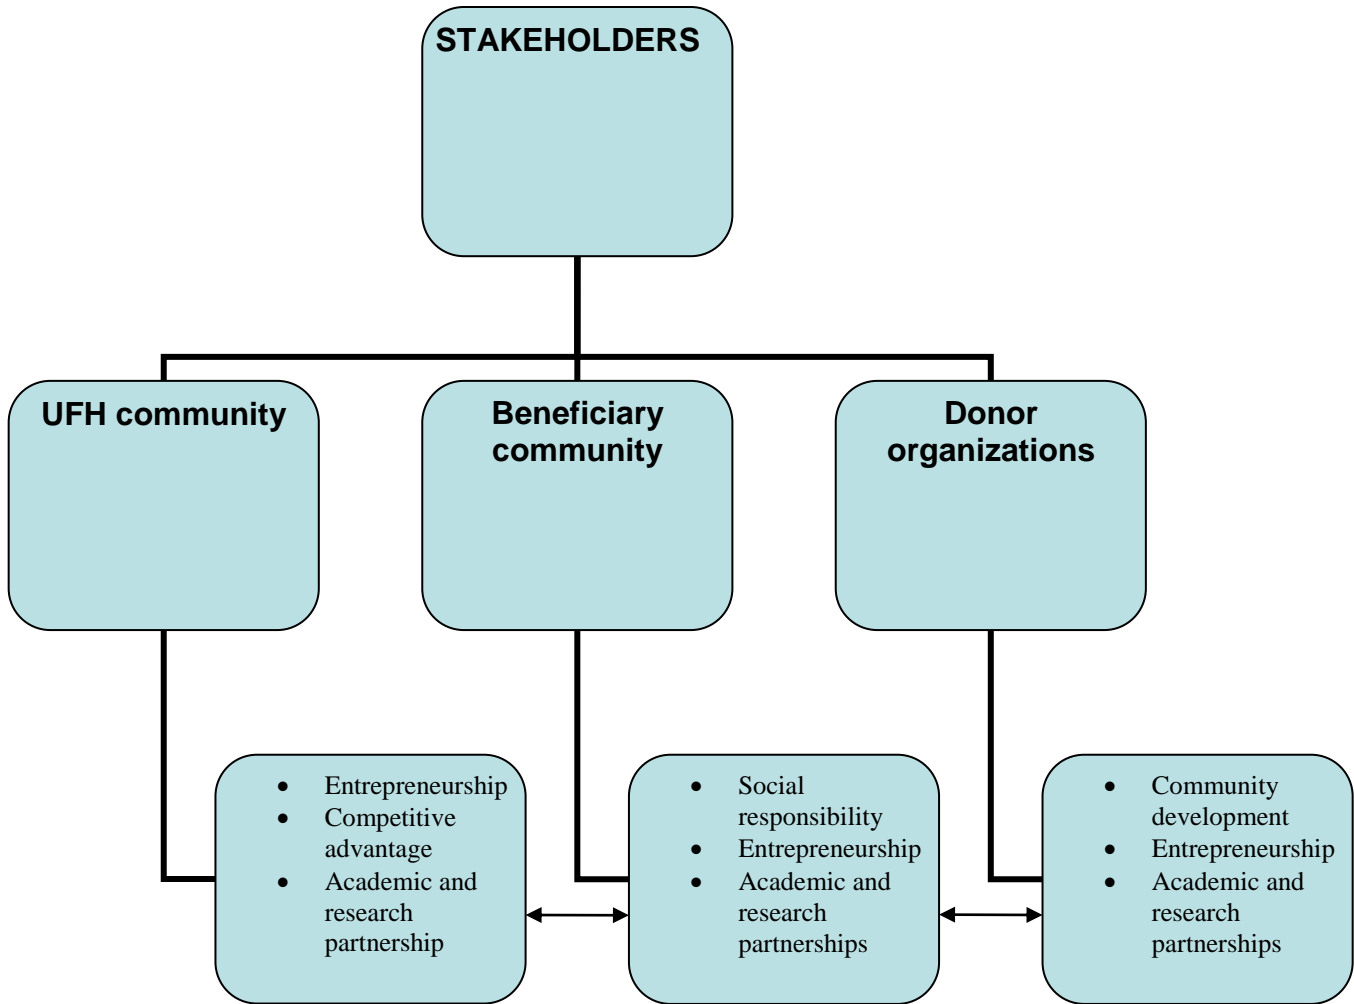 STAKEHOLDERS
UFH community
Beneficiary
community
Donor
organizations
• Entrepreneurship
• Competitive
advantage
• Academic and
research
partnership
• Social
responsibility
• Entrepreneurship
• Academic and
research
partnerships
• Community
development
• Entrepreneurship
• Academic and
research
partnerships